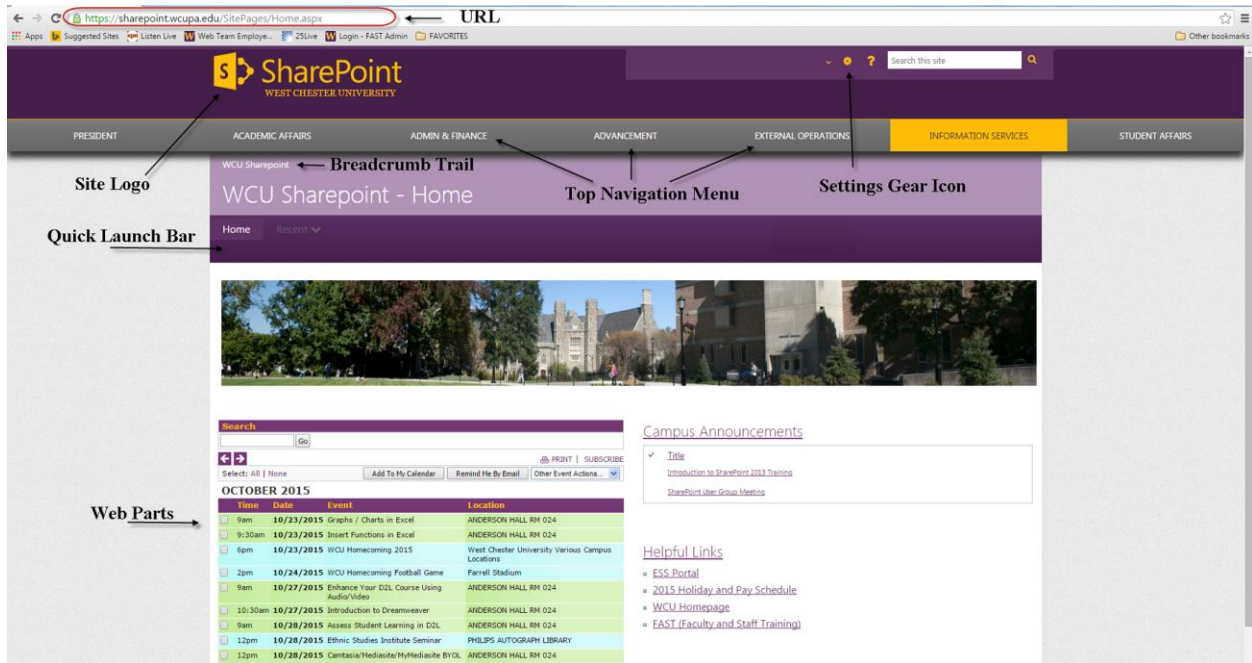 https://sharepoint.wcupa.edu/SitePages/Home.aspx
URL
Apps Suggested Sites Listen Live Web Team Employe... 25Live Login - FAST Admin FAVORITES Other bookmarks
S SharePoint
WEST CHESTER UNIVERSITY
? Search this site
PRESIDENT ACADEMIC AFFAIRS ADMIN & FINANCE ADVANCEMENT EXTERNAL OPERATIONS INFORMATION SERVICES STUDENT AFFAIRS
WCU Sharepoint Breadcrumb Trail
Site Logo
WCU Sharepoint - Home
Top Navigation Menu
Settings Gear Icon
Quick Launch Bar
Home Recent
Search
Go
PRINT | SUBSCRIBE
Select: All | None Add To My Calendar Remind Me By Email Other Event Actions...
OCTOBER 2015
Time Date Event Location
9am 10/23/2015 Graphs / Charts in Excel ANDERSON HALL RM 024
9:30am 10/23/2015 Insert Functions in Excel ANDERSON HALL RM 024
6pm 10/23/2015 WCU Homecoming 2015 West Chester University Various Campus
Locations
2pm 10/24/2015 WCU Homecoming Football Game Farrell Stadium
9am 10/27/2015 Enhance Your D2L Course Using ANDERSON HALL RM 024
Audio/Video
10:30am 10/27/2015 Introduction to Dreamweaver ANDERSON HALL RM 024
9am 10/28/2015 Assess Student Learning in D2L ANDERSON HALL RM 024
12pm 10/28/2015 Ethnic Studies Institute Seminar PHILIPS AUTOGRAPH LIBRARY
12pm 10/28/2015 Camtasia/Mediasite/MyMediasite BYOL ANDERSON HALL RM 024
Web Parts
Campus Announcements
Title
Introduction to SharePoint 2013 Training
SharePoint User Group Meeting
Helpful Links
ESS Portal
2015 Holiday and Pay Schedule
WCU Homepage
FAST (Faculty and Staff Training)